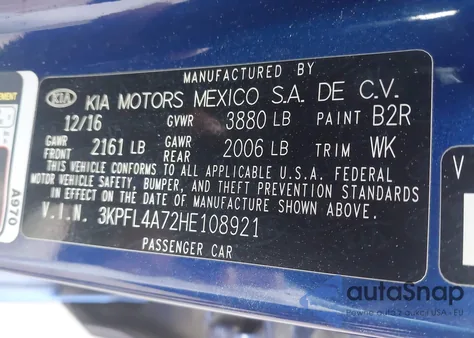 MANUFACTURED BY
KIA KIA MOTORS MEXICO S.A. DE C.V.
12/16 GVWR 3880 LB PAINT B2R
GAWR FRONT 2161 LB GAWR REAR 2006 LB TRIM WK
THIS VEHICLE CONFORMS TO ALL APPLICABLE U.S.A. FEDERAL
MOTOR VEHICLE SAFETY, BUMPER, AND THEFT PREVENTION STANDARDS
IN EFFECT ON THE DATE OF MANUFACTURE SHOWN ABOVE.
V.I.N. 3KPFL4A72HE108921
PASSENGER CAR
A970
V
autoSnap